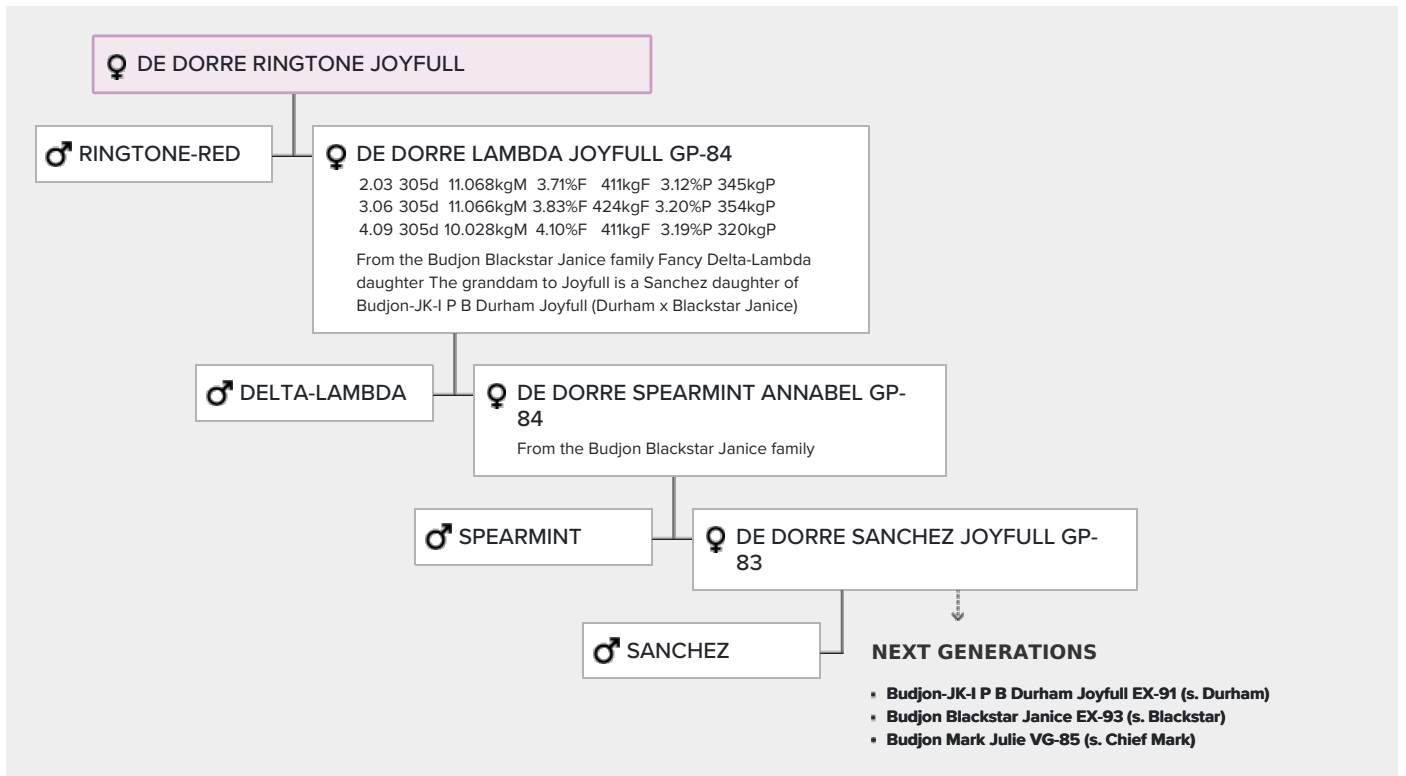 DE DORRE RINGTONE JOYFULL
RINGTONE-RED
DE DORRE LAMBDA JOYFULL GP-84
2.03 305d 11.068kgM 3.71%F 411kgF 3.12%P 345kgP
3.06 305d 11.066kgM 3.83%F 424kgF 3.20%P 354kgP
4.09 305d 10.028kgM 4.10%F 411kgF 3.19%P 320kgP
From the Budjon Blackstar Janice family Fancy Delta-Lambda
daughter The granddam to Joyfull is a Sanchez daughter of
Budjon-JK-I P B Durham Joyfull (Durham x Blackstar Janice)
DELTA-LAMBDA
DE DORRE SPEARMINT ANNABEL GP-
84
From the Budjon Blackstar Janice family
SPEARMINT
DE DORRE SANCHEZ JOYFULL GP-
83
SANCHEZ
NEXT GENERATIONS
Budjon-JK-I P B Durham Joyfull EX-91 (s. Durham)
Budjon Blackstar Janice EX-93 (s. Blackstar)
Budjon Mark Julie VG-85 (s. Chief Mark)